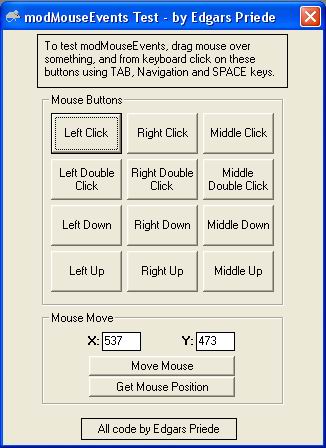 modMouseEvents Test - by Edgars Priede
To test modMouseEvents, drag mouse over
something, and from keyboard click on these
buttons using TAB, Navigation and SPACE keys.
Mouse Buttons
Left Click Right Click Middle Click
Left Double Right Double Middle
Click Click Double Click
Left Down Right Down Middle Down
Left Up Right Up Middle Up
Mouse Move
X: 537 Y: 473
Move Mouse
Get Mouse Position
All code by Edgars Priede